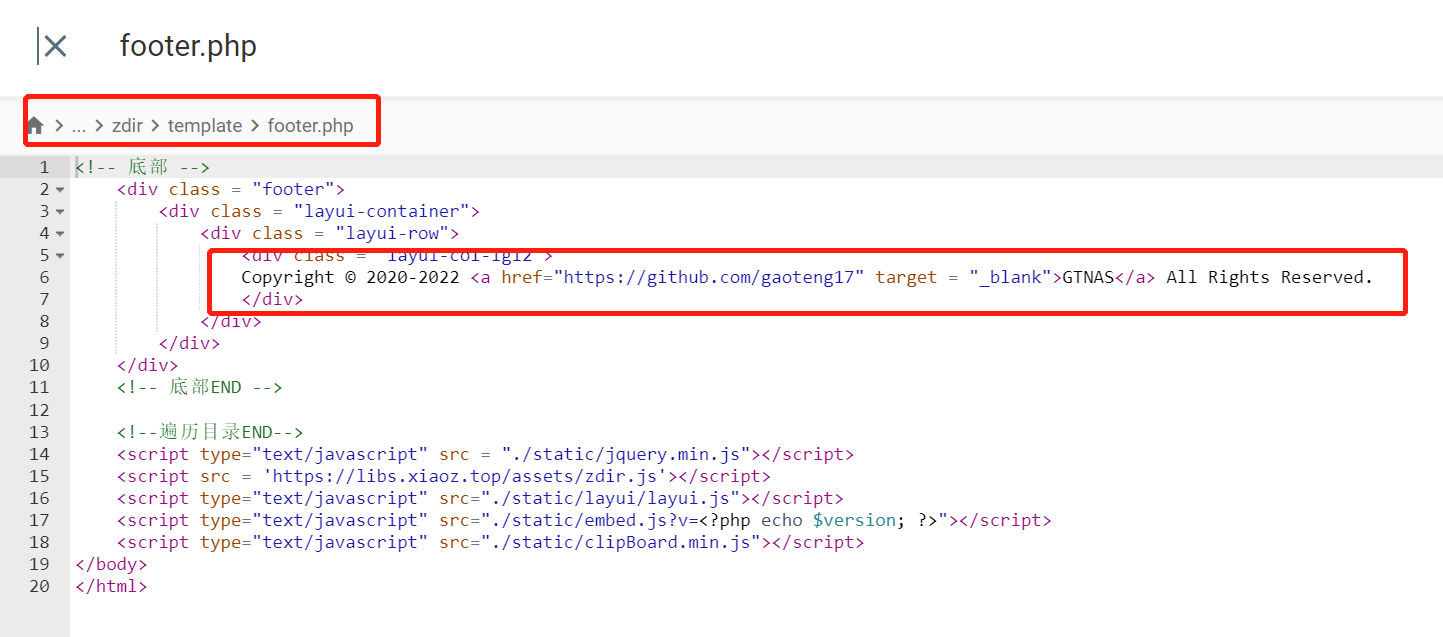 footer.php
... zdir template footer.php
1 <!-- 底部 -->
2 <div class = "footer">
3 <div class = "layui-container">
4 <div class = "layui-row">
5 <div class = "layui-col-lg12">
6 Copyright © 2020-2022 <a href="https://github.com/gaoteng17" target = "_blank">GTNAS</a> All Rights Reserved.
7 </div>
8 </div>
9 </div>
10 </div>
11 <!-- 底部END -->
12
13 <!--遍历目录END-->
14 <script type="text/javascript" src = "./static/jquery.min.js"></script>
15 <script src = 'https://libs.xiaoz.top/assets/zdir.js'></script>
16 <script type="text/javascript" src="./static/layui/layui.js"></script>
17 <script type="text/javascript" src="./static/embed.js?v=<?php echo $version; ?>"></script>
18 <script type="text/javascript" src="./static/clipBoard.min.js"></script>
19 </body>
20 </html>